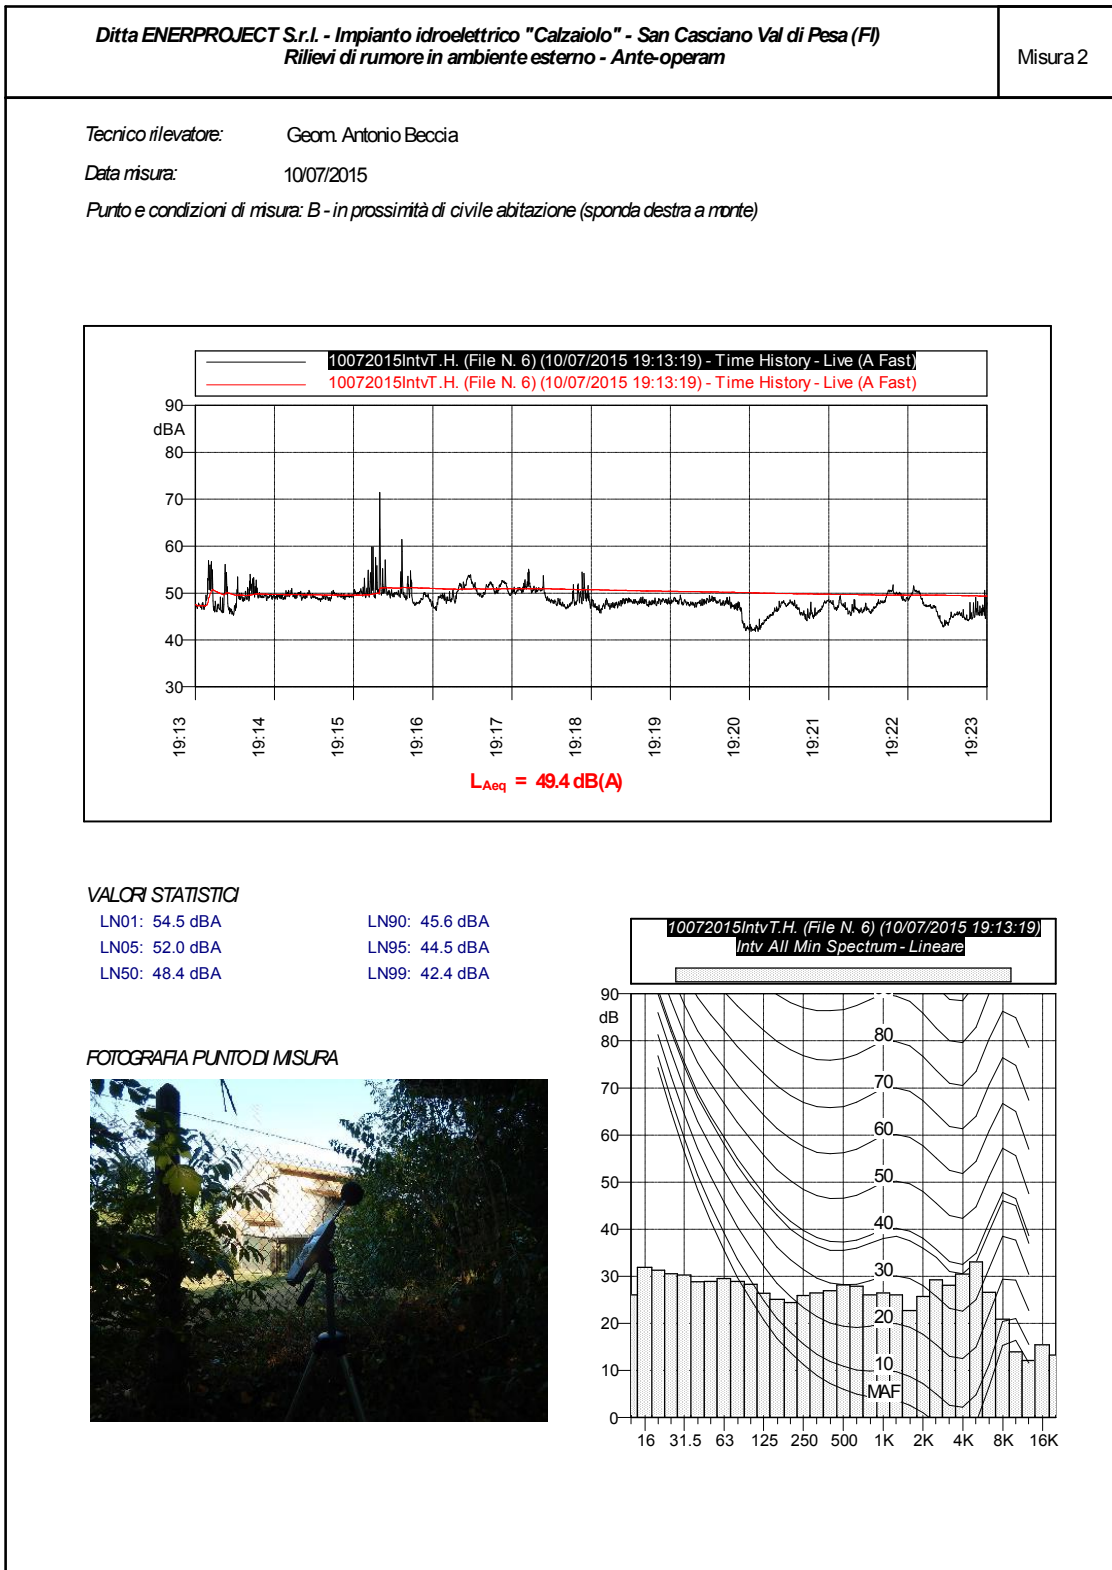 Ditta ENERPROJECT S.r.l. - Impianto idroelettrico "Calzaiolo" - San Casciano Val di Pesa (FI)
Rilievi di rumore in ambiente esterno - Ante-operam
Misura 2
Tecnico rilevatore: Geom. Antonio Beccia
Data misura: 10/07/2015
Punto e condizioni di misura: B - in prossimità di civile abitazione (sponda destra a monte)
10072015IntvT.H. (File N. 6) (10/07/2015 19:13:19) - Time History - Live (A Fast)
10072015IntvT.H. (File N. 6) (10/07/2015 19:13:19) - Time History - Live (A Fast)
90
dBA
80
70
60
50
40
30
19:13 19:14 19:15 19:16 19:17 19:18 19:19 19:20 19:21 19:22 19:23
LAeq = 49.4 dB(A)
VALORI STATISTICI
LN01: 54.5 dBA LN90: 45.6 dBA
LN05: 52.0 dBA LN95: 44.5 dBA
LN50: 48.4 dBA LN99: 42.4 dBA
10072015IntvT.H. (File N. 6) (10/07/2015 19:13:19)
Intv All Min Spectrum - Lineare
90
dB
80
70
60
50
40
30
20
10
0
80
70
60
50
40
30
20
10
MAF
16 31.5 63 125 250 500 1K 2K 4K 8K 16K
FOTOGRAFIA PUNTO DI MISURA